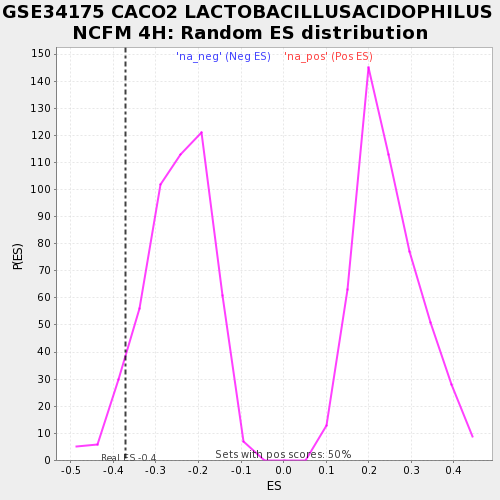 GSE34175 CACO2 LACTOBACILLUSACIDOPHILUS
NCFM 4H: Random ES distribution
'na_neg' (Neg ES) 'na_pos' (Pos ES)
150
140
130
120
110
100
90
80
70
60
50
40
30
20
10
0
P(ES)
Real ES -0.4
Sets with pos scores: 50%
-0.5 -0.4 -0.3 -0.2 -0.1 0.0 0.1 0.2 0.3 0.4
ES